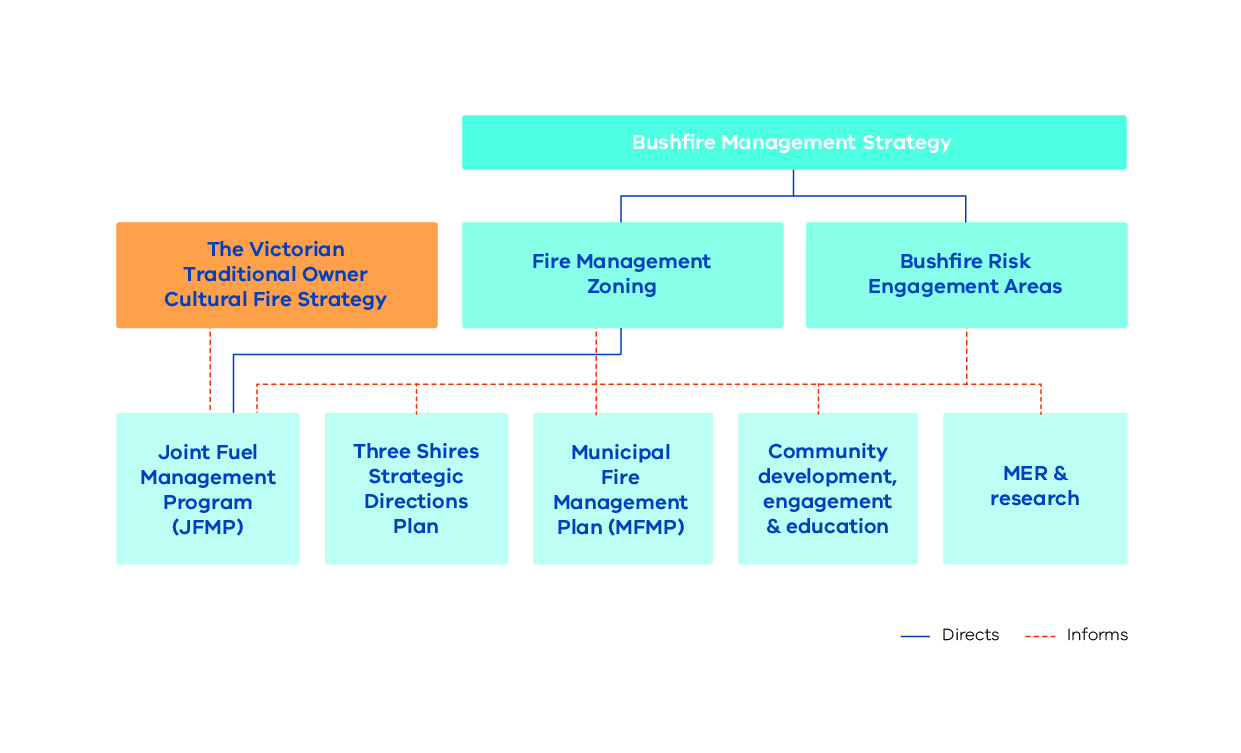 Bushfire Management Strategy
The Victorian
Traditional Owner
Cultural Fire Strategy
Fire Management
Zoning
Bushfire Risk
Engagement Areas
Joint Fuel
Management
Program
(JFMP)
Three Shires
Strategic
Directions
Plan
Municipal
Fire
Management
Plan (MFMP)
Community
development,
engagement
& education
MER &
research
Directs
Informs